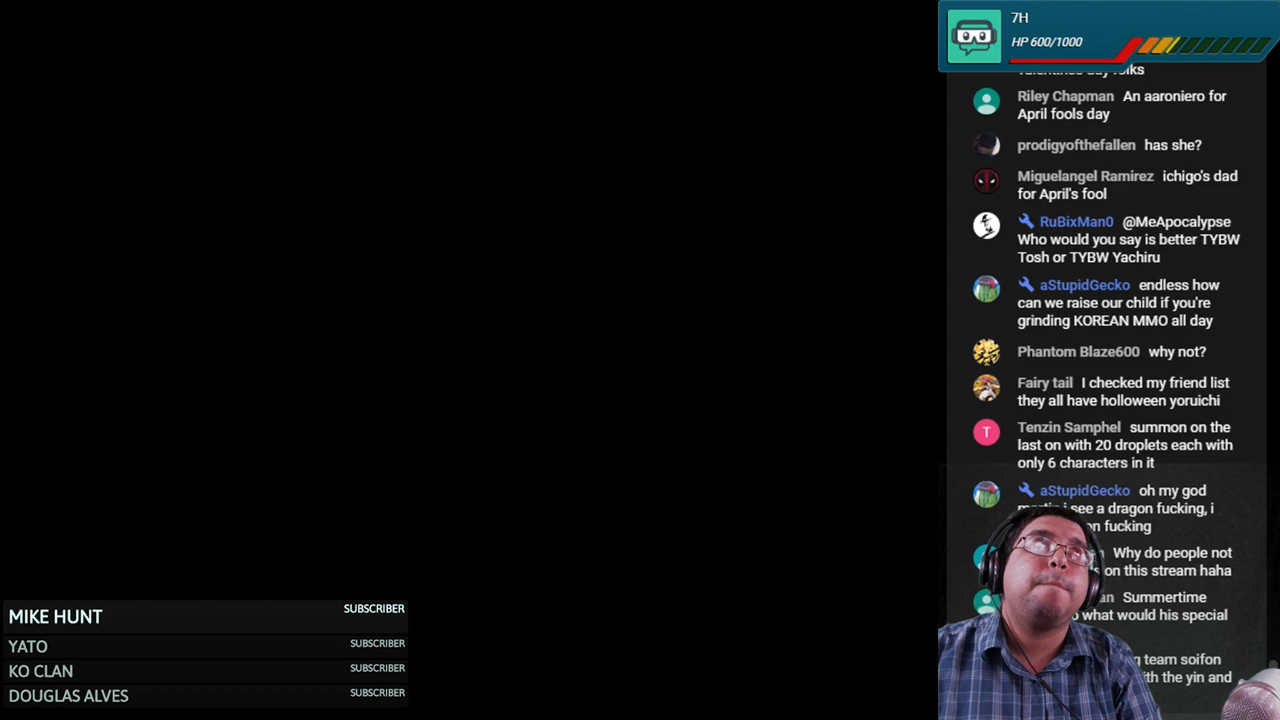 7H
HP 600/1000
Valentines day folks
Riley Chapman An aaroniero for
April fools day
prodigyofthefallen has she?
Miguelangel Ramirez ichigo's dad
for April's fool
RuBixMan0 @MeApocalypse
Who would you say is better TYBW
Tosh or TYBW Yachiru
aStupidGecko endless how
can we raise our child if you're
grinding KOREAN MMO all day
Phantom Blaze600 why not?
Fairy tail I checked my friend list
they all have holloween yoruichi
T
Tenzin Samphel summon on the
last on with 20 droplets each with
only 6 characters in it
aStupidGecko oh my god
see a dragon fucking, i
fucking
Why do people not
on this stream haha
Summertime
what would his special
team soifon
the yin and
MIKE HUNT SUBSCRIBER
YATO SUBSCRIBER
KO CLAN SUBSCRIBER
DOUGLAS ALVES SUBSCRIBER